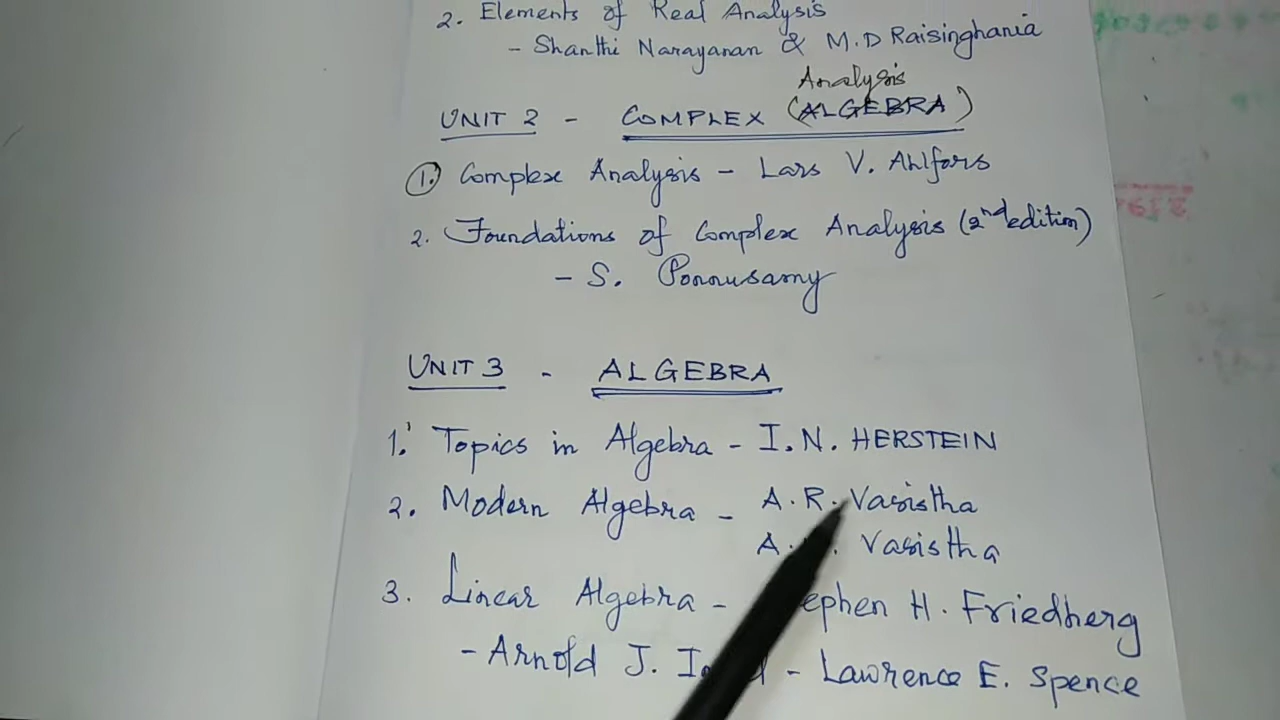 2. Elements of Real Analysis
- Shanthi Narayanan & M.D Raisinghania
Analysis
UNIT 2 - COMPLEX (ALGEBRA)
1. Complex Analysis - Lars V. Ahlfors
2. Foundations of Complex Analysis (2nd edition)
- S. Ponnusamy
UNIT 3 - ALGEBRA
1. Topics in Algebra - I.N. HERSTEIN
2. Modern Algebra - A.R. Vasistha
A. Vasistha
3. Linear Algebra - ephen H. Friedberg
- Arnold J. - Lawrence E. Spence